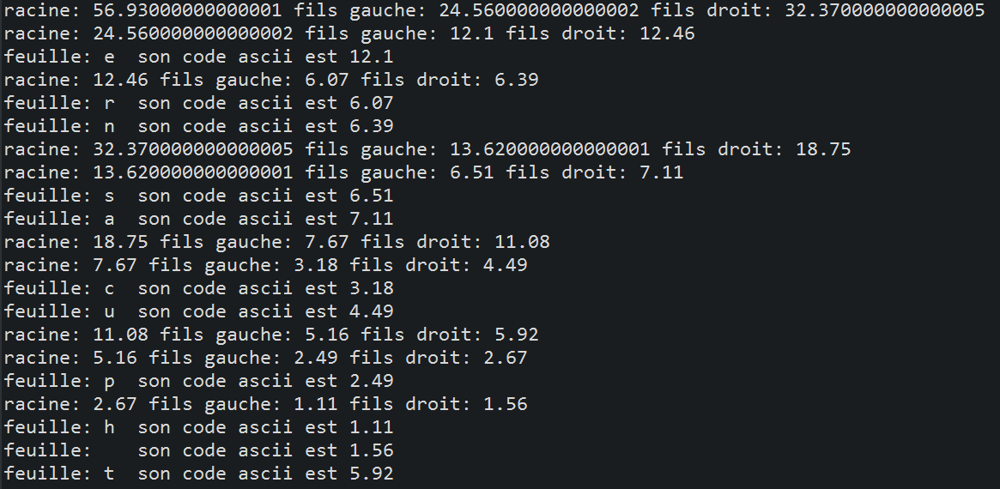 racine: 56.93000000000001 fils gauche: 24.560000000000002 fils droit: 32.370000000000005
racine: 24.560000000000002 fils gauche: 12.1 fils droit: 12.46
feuille: e  son code ascii est 12.1
racine: 12.46 fils gauche: 6.07 fils droit: 6.39
feuille: r  son code ascii est 6.07
feuille: n  son code ascii est 6.39
racine: 32.370000000000005 fils gauche: 13.620000000000001 fils droit: 18.75
racine: 13.620000000000001 fils gauche: 6.51 fils droit: 7.11
feuille: s  son code ascii est 6.51
feuille: a  son code ascii est 7.11
racine: 18.75 fils gauche: 7.67 fils droit: 11.08
racine: 7.67 fils gauche: 3.18 fils droit: 4.49
feuille: c  son code ascii est 3.18
feuille: u  son code ascii est 4.49
racine: 11.08 fils gauche: 5.16 fils droit: 5.92
racine: 5.16 fils gauche: 2.49 fils droit: 2.67
feuille: p  son code ascii est 2.49
racine: 2.67 fils gauche: 1.11 fils droit: 1.56
feuille: h  son code ascii est 1.11
feuille:    son code ascii est 1.56
feuille: t  son code ascii est 5.92